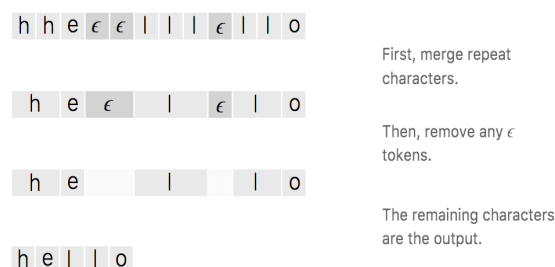 h h e ϵ ϵ l l l ϵ l l o
First, merge repeat
characters.
h e ϵ l ϵ l o
Then, remove any ϵ
tokens.
h e l l o
The remaining characters
are the output.
h e l l o